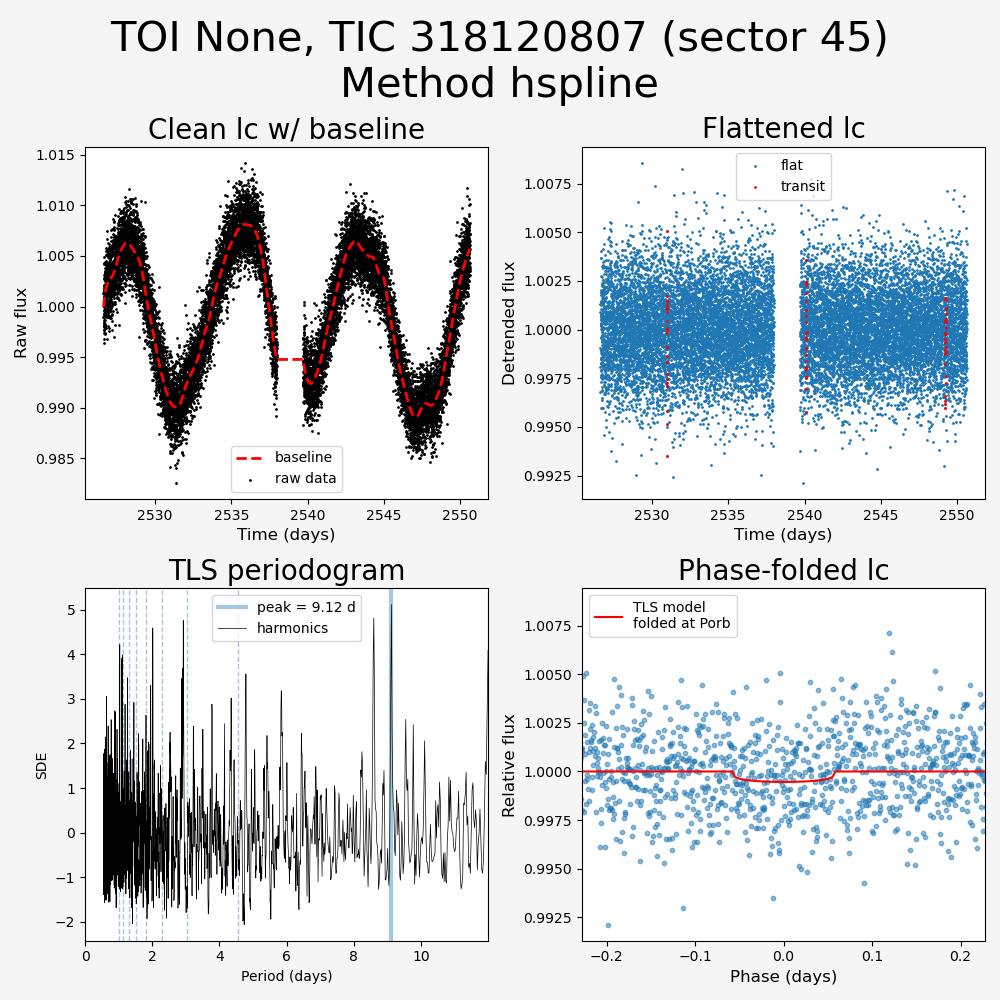 TOI None, TIC 318120807 (sector 45)
Method hspline
Clean lc w/ baseline
Raw flux
1.015
1.010
1.005
1.000
0.995
0.990
0.985
baseline
raw data
2530
2535
2540
2545
2550
Time (days)
Flattened lc
Detrended flux
1.0075
1.0050
1.0025
1.0000
0.9975
0.9950
0.9925
flat
transit
2530
2535
2540
2545
2550
Time (days)
TLS periodogram
SDE
5
4
3
2
1
0
−1
−2
peak = 9.12 d
harmonics
0
2
4
6
8
10
Period (days)
Phase-folded lc
Relative flux
1.0075
1.0050
1.0025
1.0000
0.9975
0.9950
0.9925
TLS model
folded at Porb
−0.2
−0.1
0.0
0.1
0.2
Phase (days)